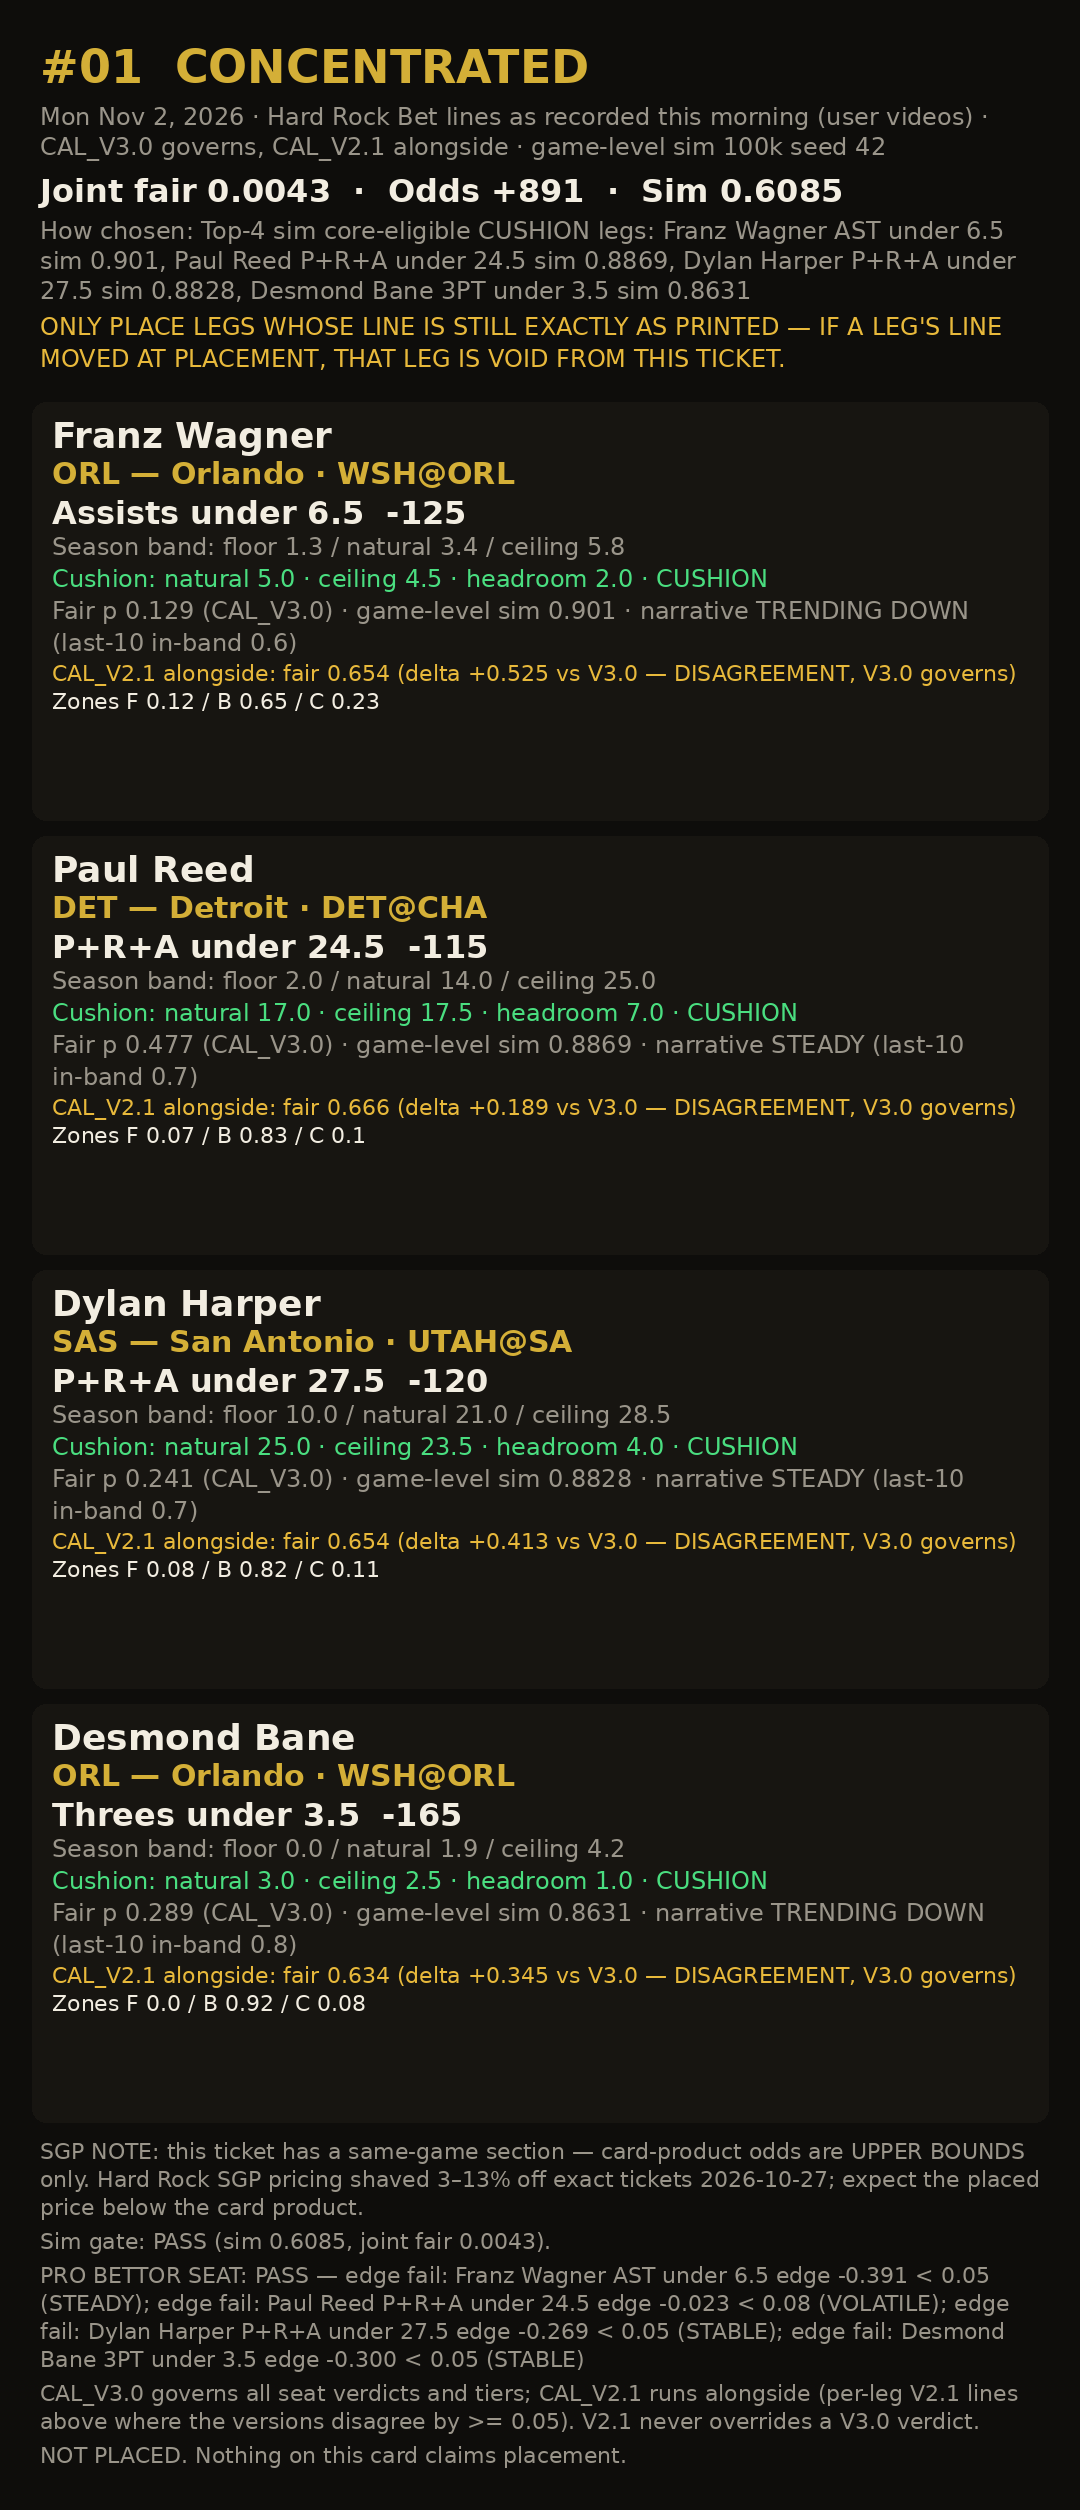 #01 CONCENTRATED
Mon Nov 2, 2026 · Hard Rock Bet lines as recorded this morning (user videos) ·
CAL_V3.0 governs, CAL_V2.1 alongside · game-level sim 100k seed 42
Joint fair 0.0043 · Odds +891 · Sim 0.6085
How chosen: Top-4 sim core-eligible CUSHION legs: Franz Wagner AST under 6.5
sim 0.901, Paul Reed P+R+A under 24.5 sim 0.8869, Dylan Harper P+R+A under
27.5 sim 0.8828, Desmond Bane 3PT under 3.5 sim 0.8631
ONLY PLACE LEGS WHOSE LINE IS STILL EXACTLY AS PRINTED — IF A LEG'S LINE
MOVED AT PLACEMENT, THAT LEG IS VOID FROM THIS TICKET.
Franz Wagner
ORL — Orlando · WSH@ORL
Assists under 6.5 -125
Season band: floor 1.3 / natural 3.4 / ceiling 5.8
Cushion: natural 5.0 · ceiling 4.5 · headroom 2.0 · CUSHION
Fair p 0.129 (CAL_V3.0) · game-level sim 0.901 · narrative TRENDING DOWN
(last-10 in-band 0.6)
CAL_V2.1 alongside: fair 0.654 (delta +0.525 vs V3.0 — DISAGREEMENT, V3.0 governs)
Zones F 0.12 / B 0.65 / C 0.23
Paul Reed
DET — Detroit · DET@CHA
P+R+A under 24.5 -115
Season band: floor 2.0 / natural 14.0 / ceiling 25.0
Cushion: natural 17.0 · ceiling 17.5 · headroom 7.0 · CUSHION
Fair p 0.477 (CAL_V3.0) · game-level sim 0.8869 · narrative STEADY (last-10
in-band 0.7)
CAL_V2.1 alongside: fair 0.666 (delta +0.189 vs V3.0 — DISAGREEMENT, V3.0 governs)
Zones F 0.07 / B 0.83 / C 0.1
Dylan Harper
SAS — San Antonio · UTAH@SA
P+R+A under 27.5 -120
Season band: floor 10.0 / natural 21.0 / ceiling 28.5
Cushion: natural 25.0 · ceiling 23.5 · headroom 4.0 · CUSHION
Fair p 0.241 (CAL_V3.0) · game-level sim 0.8828 · narrative STEADY (last-10
in-band 0.7)
CAL_V2.1 alongside: fair 0.654 (delta +0.413 vs V3.0 — DISAGREEMENT, V3.0 governs)
Zones F 0.08 / B 0.82 / C 0.11
Desmond Bane
ORL — Orlando · WSH@ORL
Threes under 3.5 -165
Season band: floor 0.0 / natural 1.9 / ceiling 4.2
Cushion: natural 3.0 · ceiling 2.5 · headroom 1.0 · CUSHION
Fair p 0.289 (CAL_V3.0) · game-level sim 0.8631 · narrative TRENDING DOWN
(last-10 in-band 0.8)
CAL_V2.1 alongside: fair 0.634 (delta +0.345 vs V3.0 — DISAGREEMENT, V3.0 governs)
Zones F 0.0 / B 0.92 / C 0.08
SGP NOTE: this ticket has a same-game section — card-product odds are UPPER BOUNDS
only. Hard Rock SGP pricing shaved 3–13% off exact tickets 2026-10-27; expect the placed
price below the card product.
Sim gate: PASS (sim 0.6085, joint fair 0.0043).
PRO BETTOR SEAT: PASS — edge fail: Franz Wagner AST under 6.5 edge -0.391 < 0.05
(STEADY); edge fail: Paul Reed P+R+A under 24.5 edge -0.023 < 0.08 (VOLATILE); edge
fail: Dylan Harper P+R+A under 27.5 edge -0.269 < 0.05 (STABLE); edge fail: Desmond
Bane 3PT under 3.5 edge -0.300 < 0.05 (STABLE)
CAL_V3.0 governs all seat verdicts and tiers; CAL_V2.1 runs alongside (per-leg V2.1 lines
above where the versions disagree by >= 0.05). V2.1 never overrides a V3.0 verdict.
NOT PLACED. Nothing on this card claims placement.